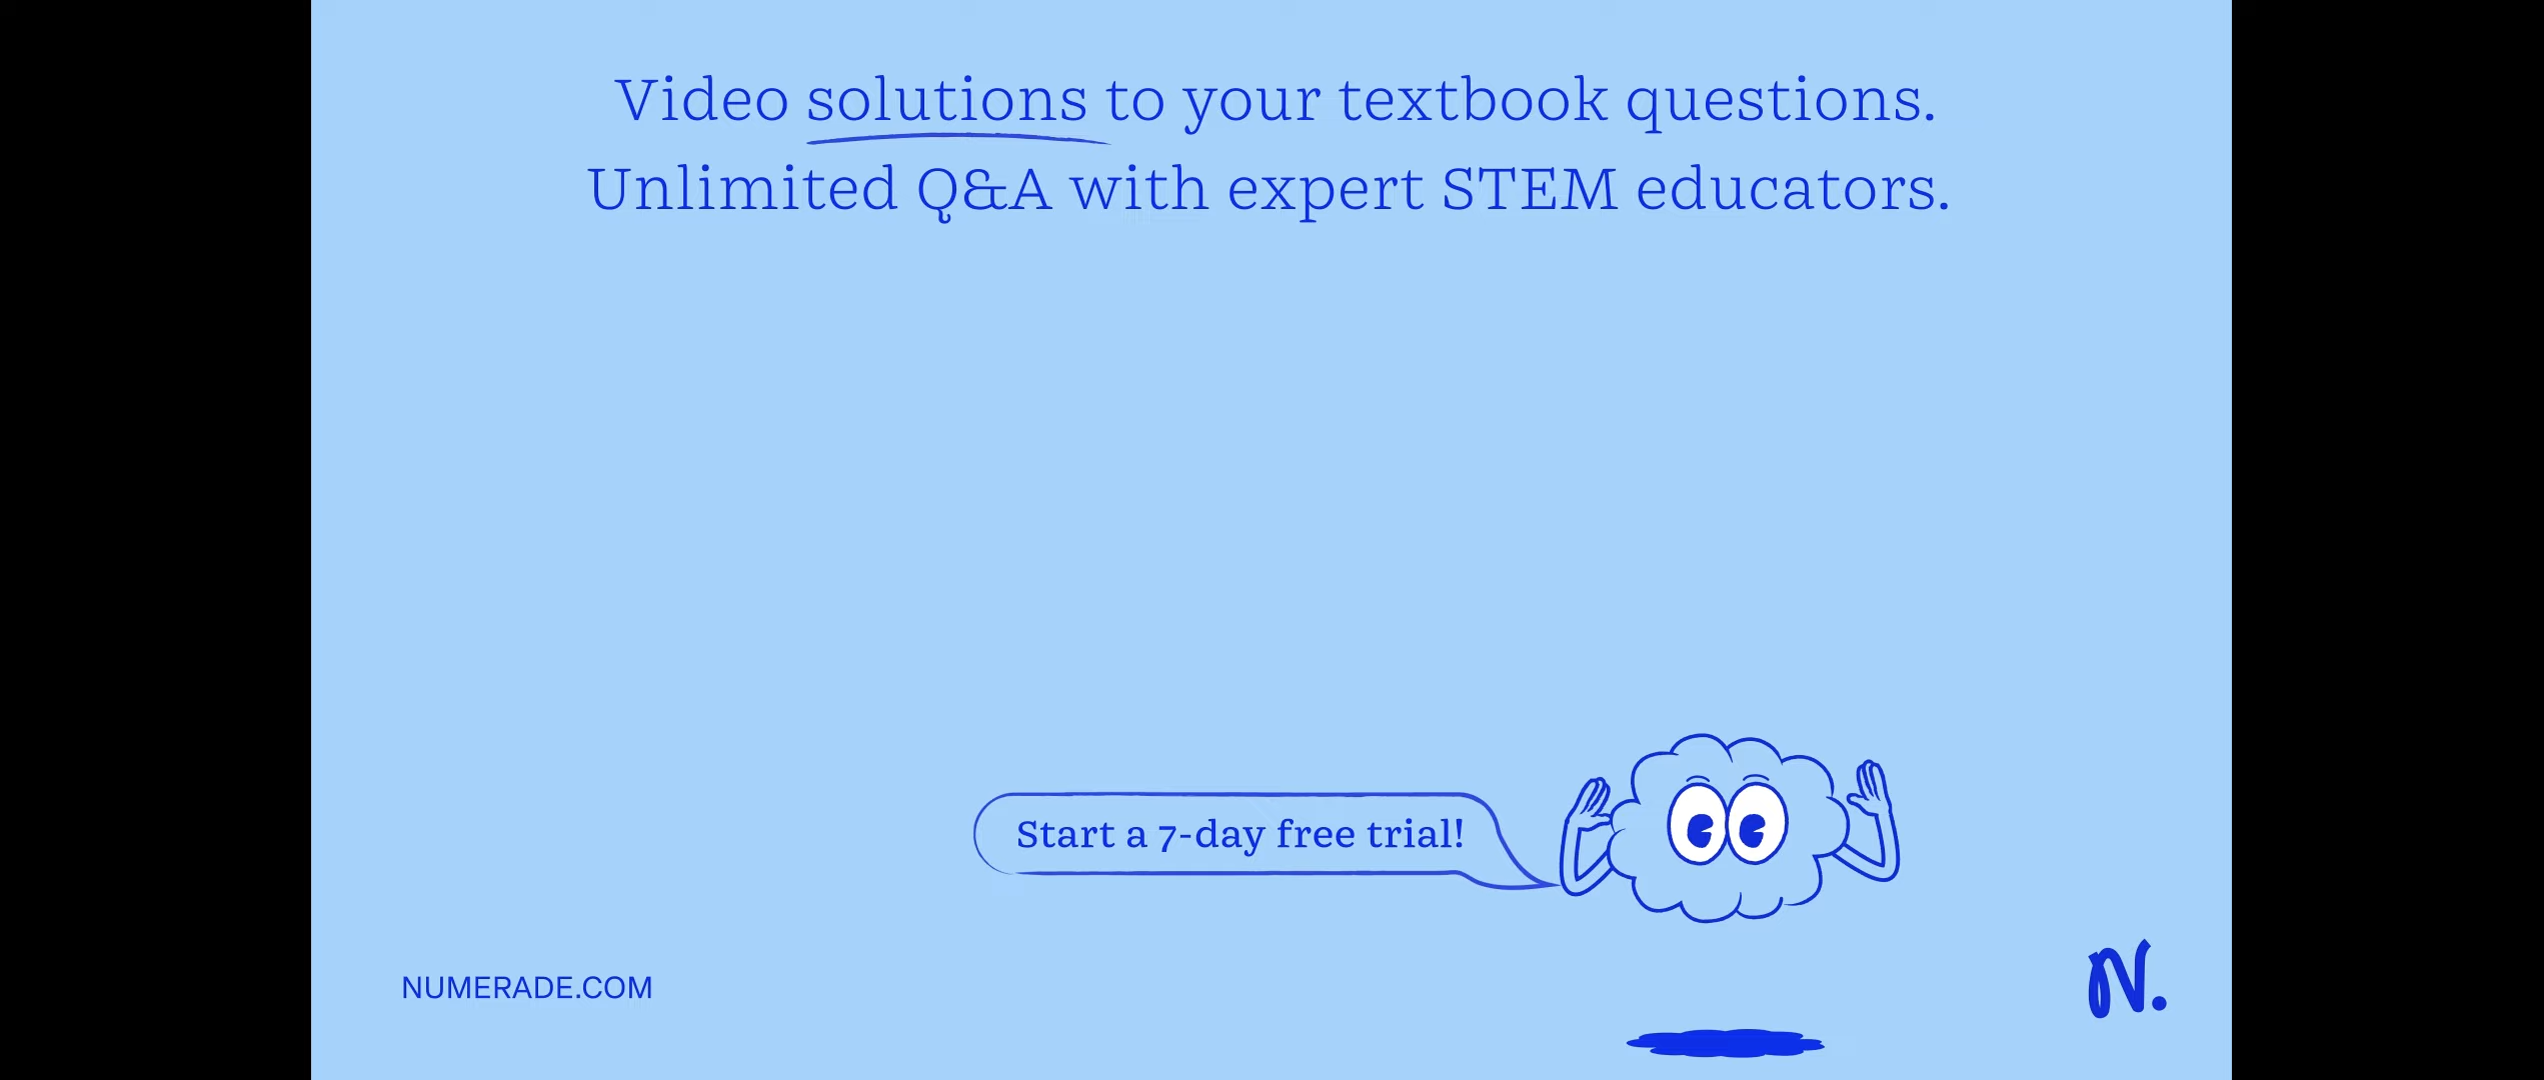 Video solutions to your textbook questions.
Unlimited Q&A with expert STEM educators.
Start a 7-day free trial!
NUMERADE.COM
N.